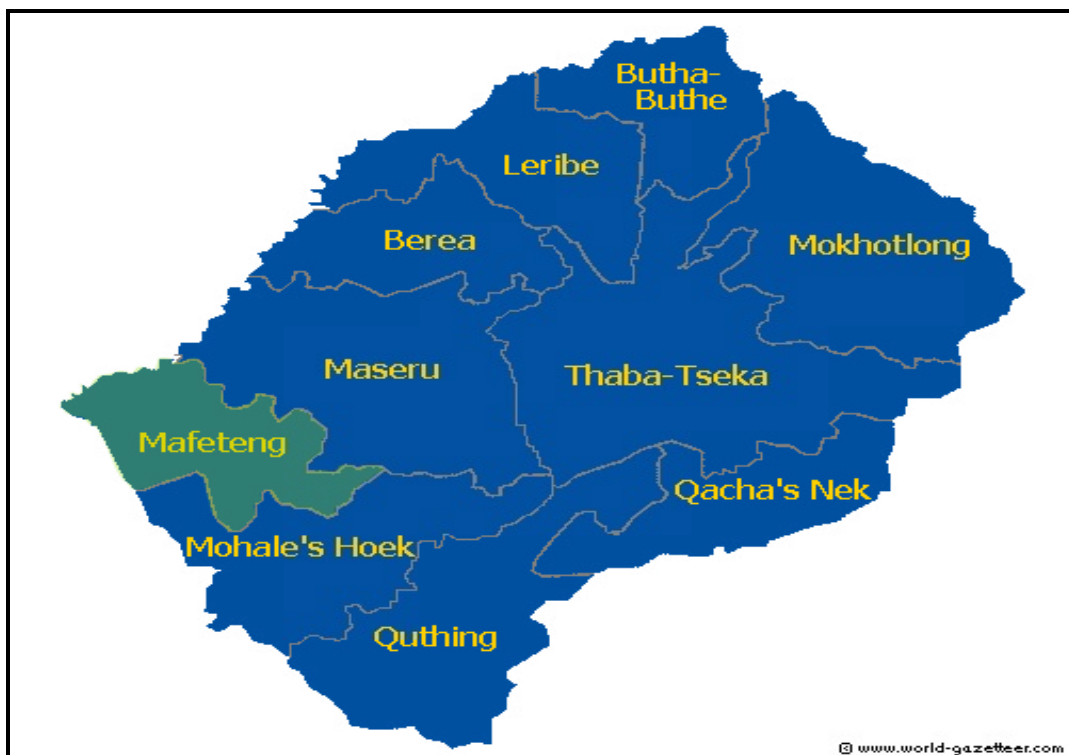 Butha-
Buthe
Leribe
Berea
Mokhotlong
Maseru
Thaba-Tseka
Mafeteng
Qacha's Nek
Mohale's Hoek
Quthing
© www.world-gazetteer.com